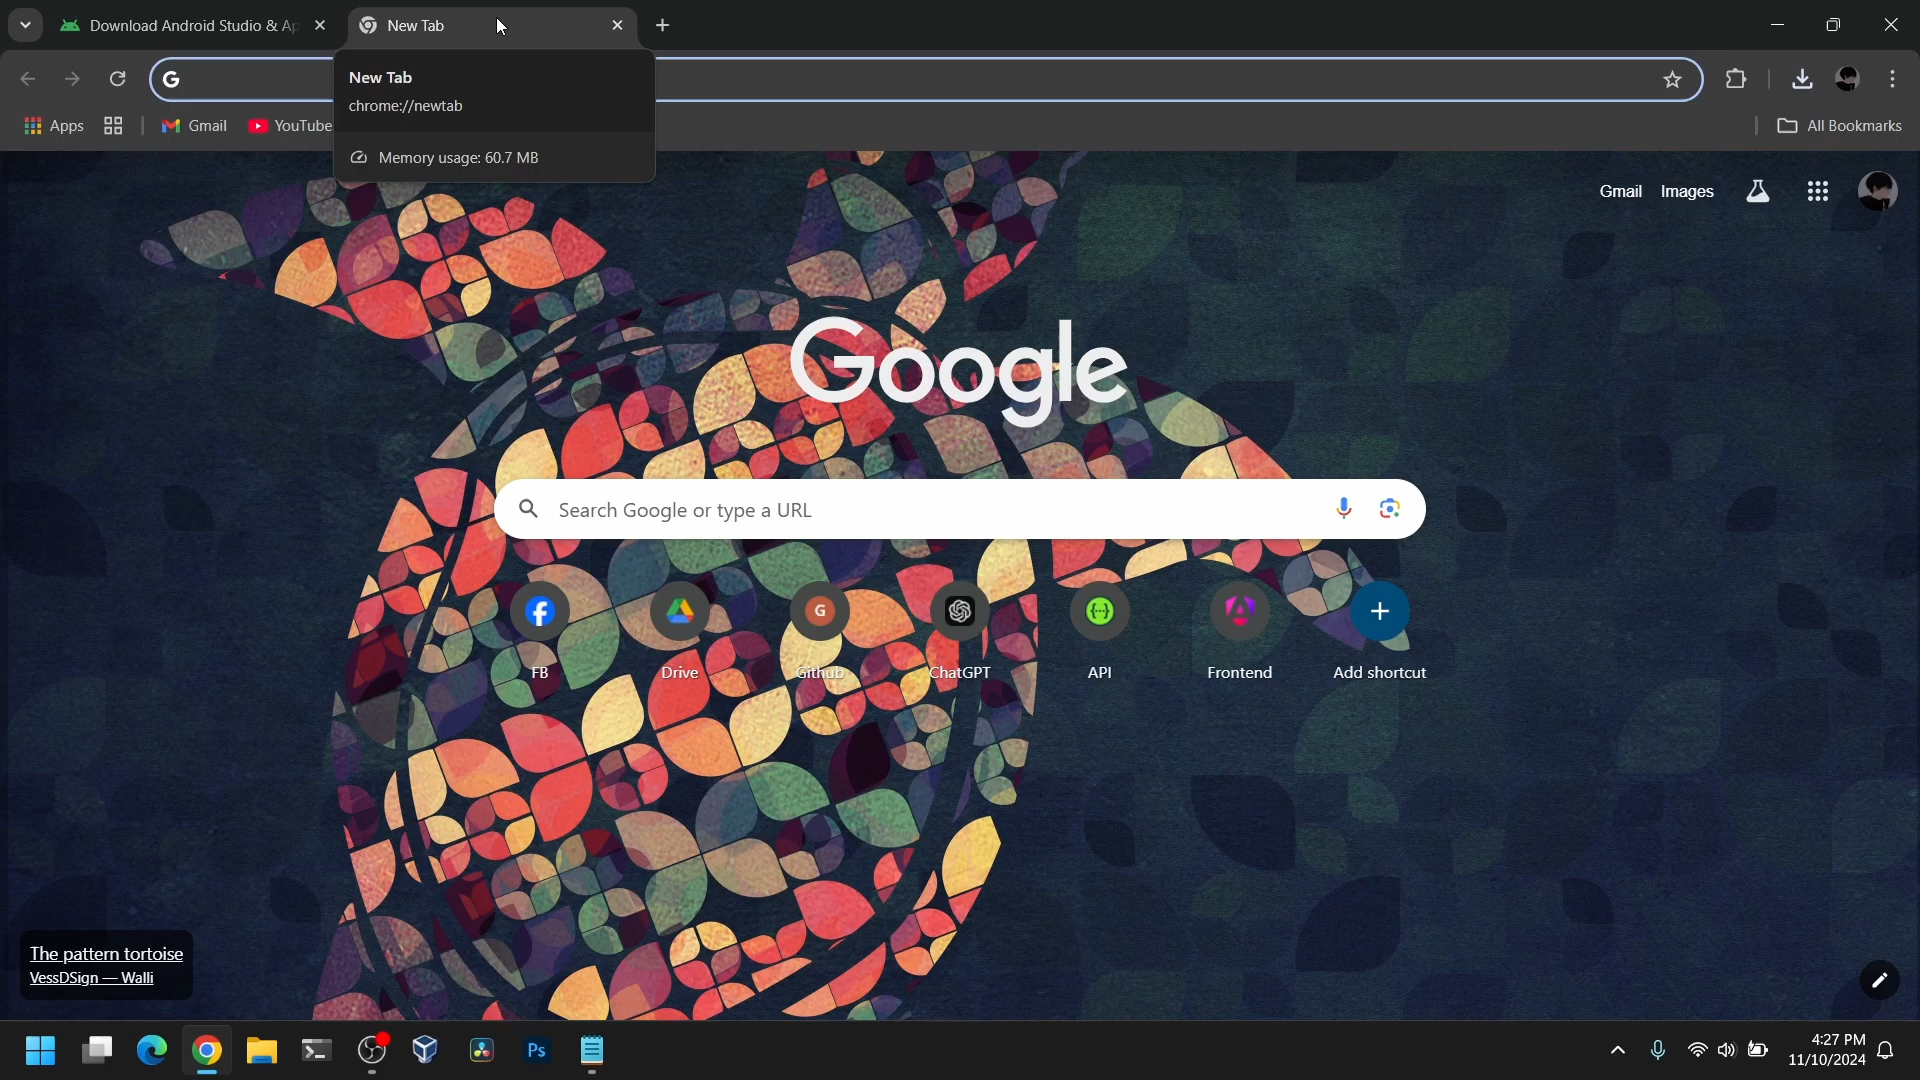 Download Android Studio & Ap
New Tab
New Tab
chrome://newtab
Memory usage: 60.7 MB
Apps
Gmail
YouTube
All Bookmarks
Gmail
Images
Google
Search Google or type a URL
G
FB
Drive
Github
ChatGPT
API
Frontend
Add shortcut
The pattern tortoise
VessDSign — Walli
Ps
4:27 PM
11/10/2024